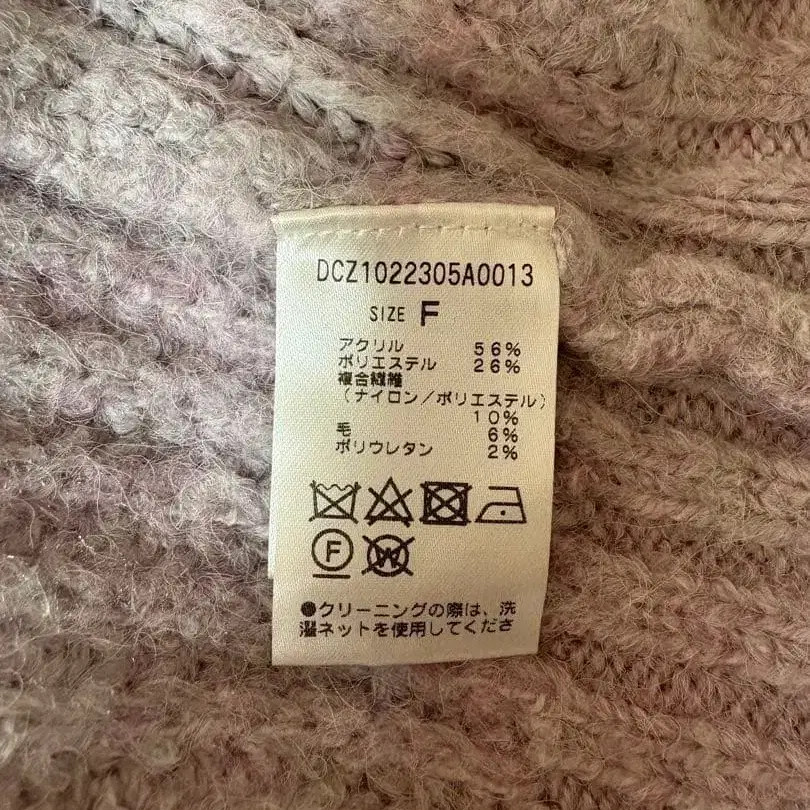 DCZ1022305A0013
SIZE F
アクリル 56%
ポリエステル 26%
複合繊維
(ナイロン/ポリエステル)
10%
毛 6%
ポリウレタン 2%
F
W
●クリーニングの際は、洗
濯ネットを使用してくださ